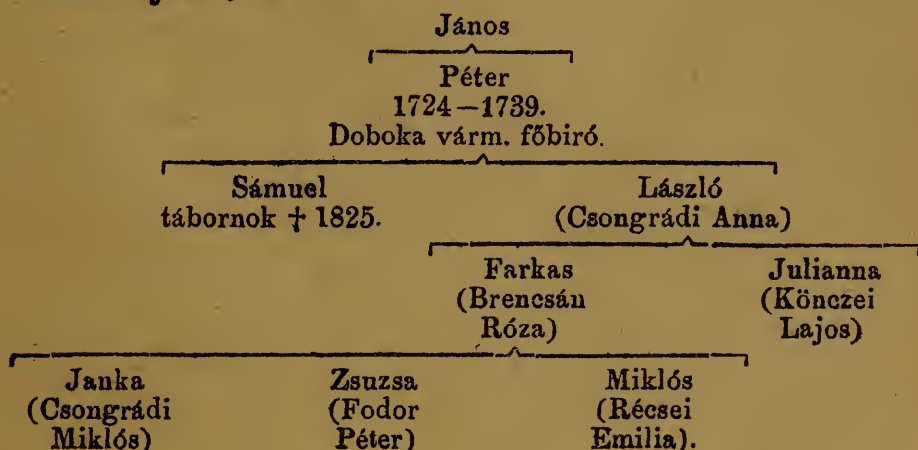 János
Péter
1724—1739.
Doboka várm. főbiró.
Sámuel László
tábornok † 1825. (Csongrádi Anna)
Farkas Julianna
(Brencsán (Könczei
Róza) Lajos)
Janka Zsuzsa Miklós
(Csongrádi (Fodor (Récsei
Miklós) Péter) Emilia).